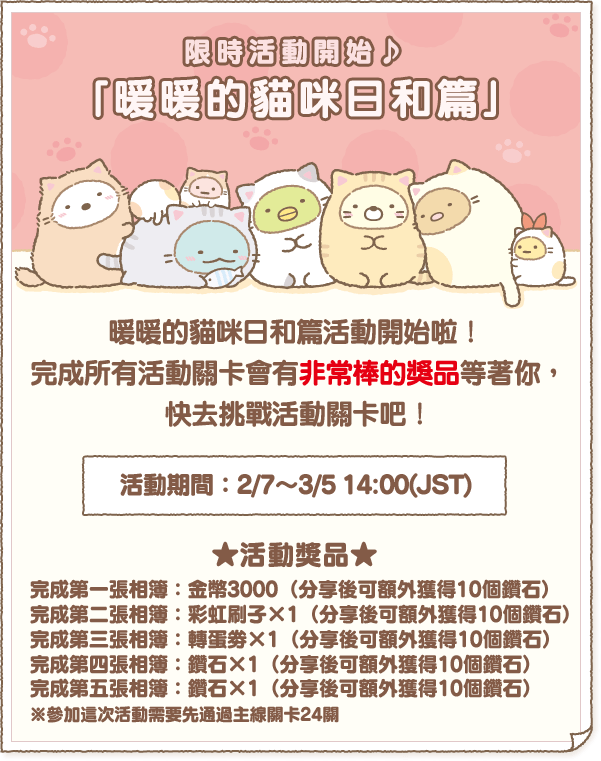 限時活動開始♪
「暖暖的貓咪日和篇」
暖暖的貓咪日和篇活動開始啦！
完成所有活動關卡會有非常棒的獎品等著你，
快去挑戰活動關卡吧！
活動期間：2/7～3/5 14:00(JST)
★活動獎品★
完成第一張相簿：金幣3000（分享後可額外獲得10個鑽石）
完成第二張相簿：彩虹刷子×1（分享後可額外獲得10個鑽石）
完成第三張相簿：轉蛋券×1（分享後可額外獲得10個鑽石）
完成第四張相簿：鑽石×1（分享後可額外獲得10個鑽石）
完成第五張相簿：鑽石×1（分享後可額外獲得10個鑽石）
※參加這次活動需要先通過主線關卡24關